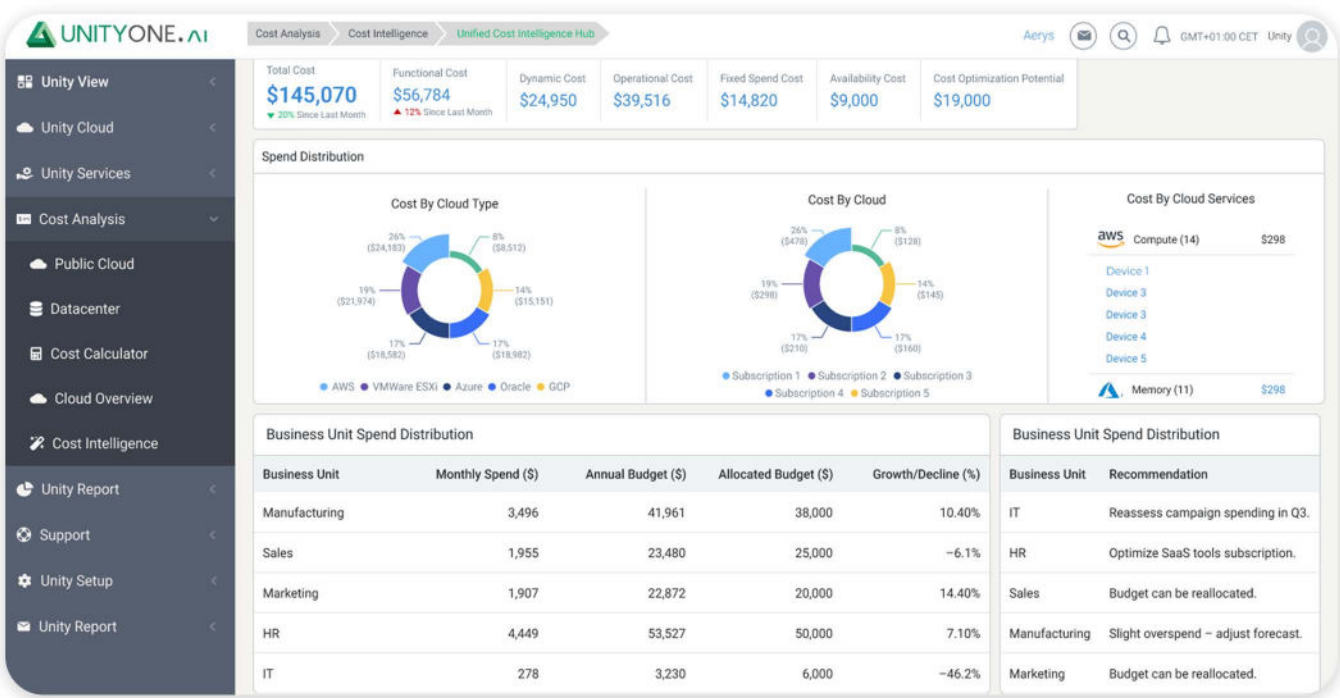 UNITYONE.AI
Cost Analysis Cost Intelligence Unified Cost Intelligence Hub
Aerys GMT+01:00 CET Unity
Unity View
Unity Cloud
Unity Services
Cost Analysis
Public Cloud
Datacenter
Cost Calculator
Cloud Overview
Cost Intelligence
Unity Report
Support
Unity Setup
Unity Report
Total Cost
$145,070
20% Since Last Month
Functional Cost
$56,784
12% Since Last Month
Dynamic Cost
$24,950
Operational Cost
$39,516
Fixed Spend Cost
$14,820
Availability Cost
$9,000
Cost Optimization Potential
$19,000
Spend Distribution
Cost By Cloud Type
26%
($24,183)
8%
($8,512)
19%
($21,974)
14%
($15,151)
17%
($18,582)
17%
($18,982)
AWS VMWare ESXi Azure Oracle GCP
Cost By Cloud
26%
($478)
8%
($128)
19%
($298)
14%
($145)
17%
($210)
17%
($160)
Subscription 1 Subscription 2 Subscription 3
Subscription 4 Subscription 5
Cost By Cloud Services
aws Compute (14) $298
Device 1
Device 3
Device 3
Device 4
Device 5
Memory (11) $298
Business Unit Spend Distribution
Business Unit Monthly Spend ($) Annual Budget ($) Allocated Budget ($) Growth/Decline (%)
Manufacturing 3,496 41,961 38,000 10.40%
Sales 1,955 23,480 25,000 −6.1%
Marketing 1,907 22,872 20,000 14.40%
HR 4,449 53,527 50,000 7.10%
IT 278 3,230 6,000 −46.2%
Business Unit Spend Distribution
Business Unit Recommendation
IT Reassess campaign spending in Q3.
HR Optimize SaaS tools subscription.
Sales Budget can be reallocated.
Manufacturing Slight overspend – adjust forecast.
Marketing Budget can be reallocated.